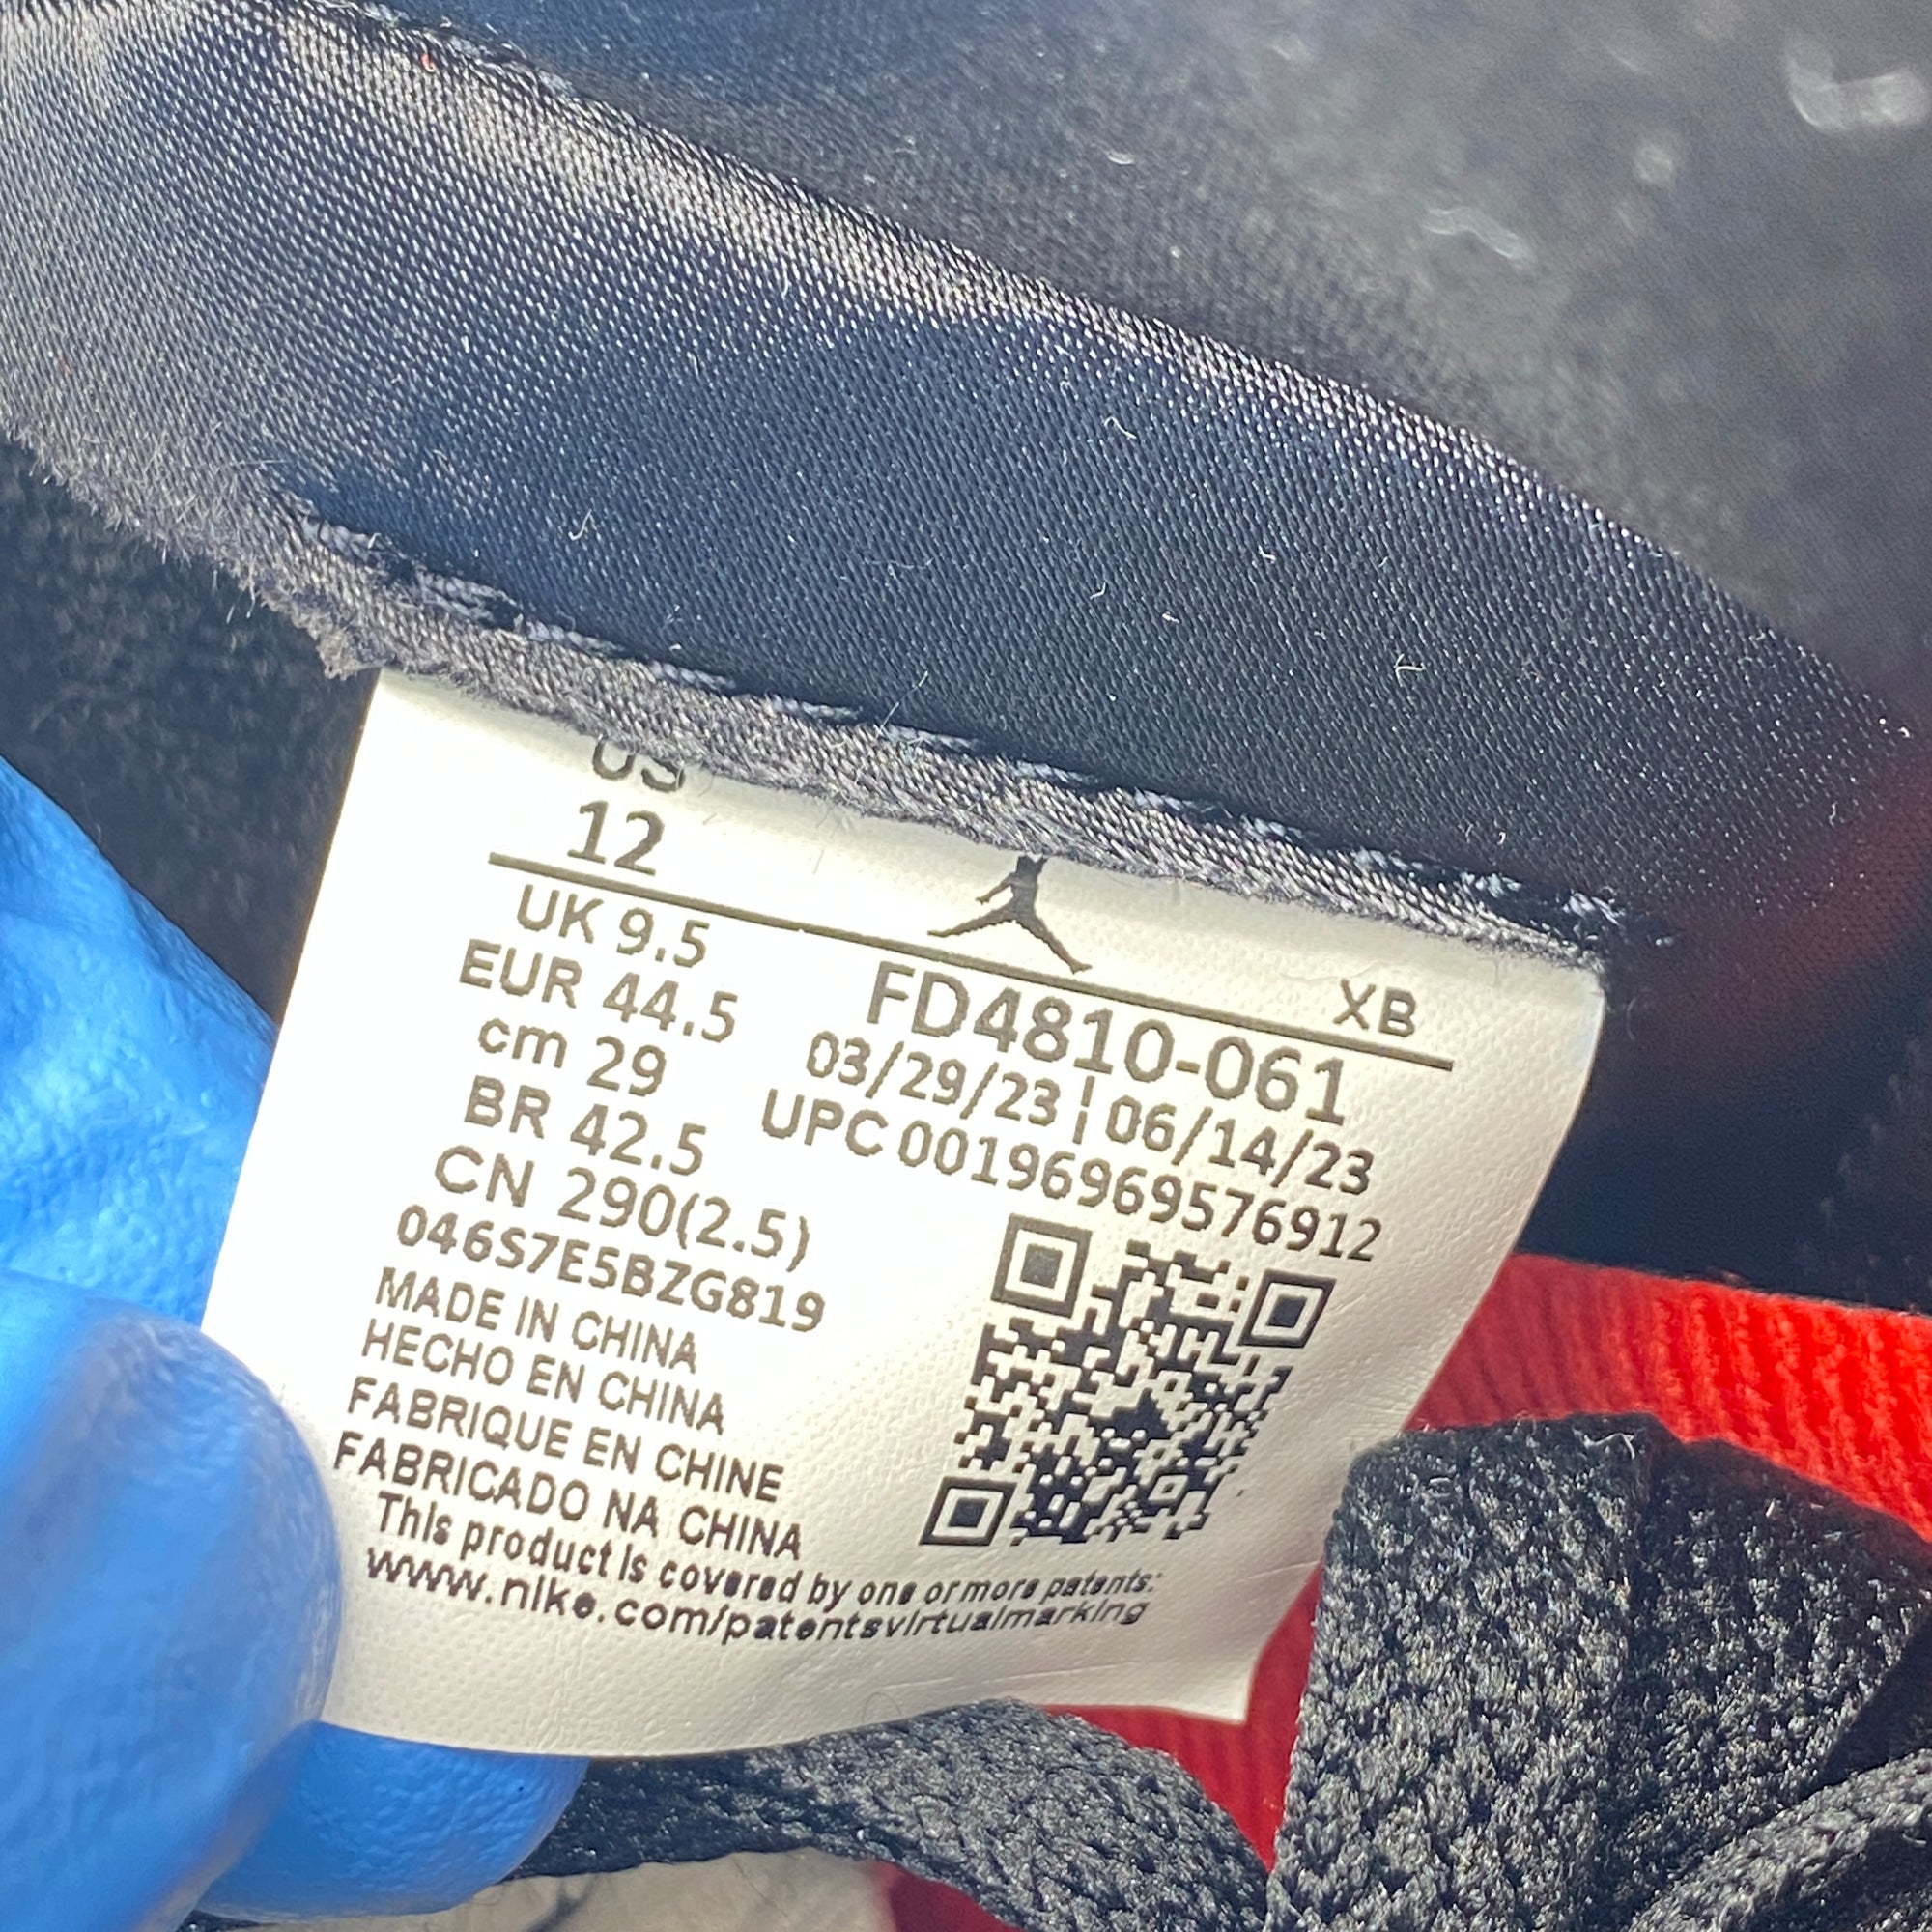 US
12
UK 9.5
EUR 44.5
cm 29
BR 42.5
CN 290(2.5)
046S7E5BZG819
MADE IN CHINA
HECHO EN CHINA
FABRIQUE EN CHINE
FABRICADO NA CHINA
This product is covered by one or more patents:
www.nike.com/patentsvirtualmarking
XB
FD4810-061
03/29/23 ¦ 06/14/23
UPC 00196969576912